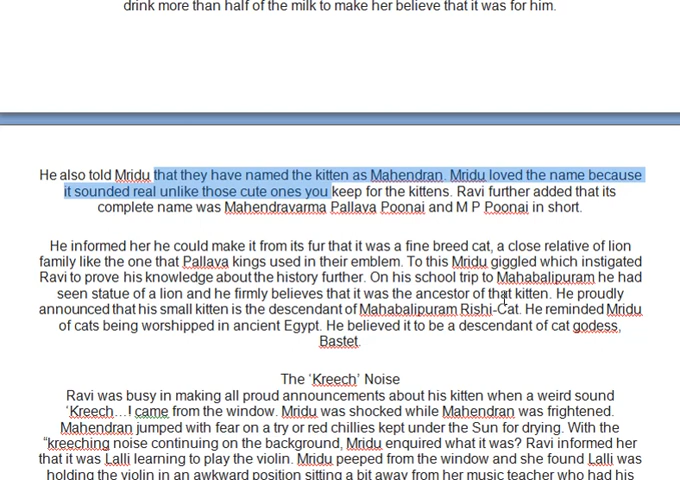 drink more than half of the milk to make her believe that it was for him.
He also told Mridu that they have named the kitten as Mahendran. Mridu loved the name because
it sounded real unlike those cute ones you keep for the kittens. Ravi further added that its
complete name was Mahendravarma Pallava Poonai and M P Poonai in short.
He informed her he could make it from its fur that it was a fine breed cat, a close relative of lion
family like the one that Pallava kings used in their emblem. To this Mridu giggled which instigated
Ravi to prove his knowledge about the history further. On his school trip to Mahabalipuram he had
seen statue of a lion and he firmly believes that it was the ancestor of that kitten. He proudly
announced that his small kitten is the descendant of Mahabalipuram Rishi-Cat. He reminded Mridu
of cats being worshipped in ancient Egypt. He believed it to be a descendant of cat godess,
Bastet.
The ‘Kreech’ Noise
Ravi was busy in making all proud announcements about his kitten when a weird sound
‘Kreech…! came from the window. Mridu was shocked while Mahendran was frightened.
Mahendran jumped with fear on a try or red chillies kept under the Sun for drying. With the
“kreeching noise continuing on the background, Mridu enquired what it was? Ravi informed her
that it was Lalli learning to play the violin. Mridu peeped from the window and she found Lalli was
holding the violin in an awkward position sitting a bit away from her music teacher who had his